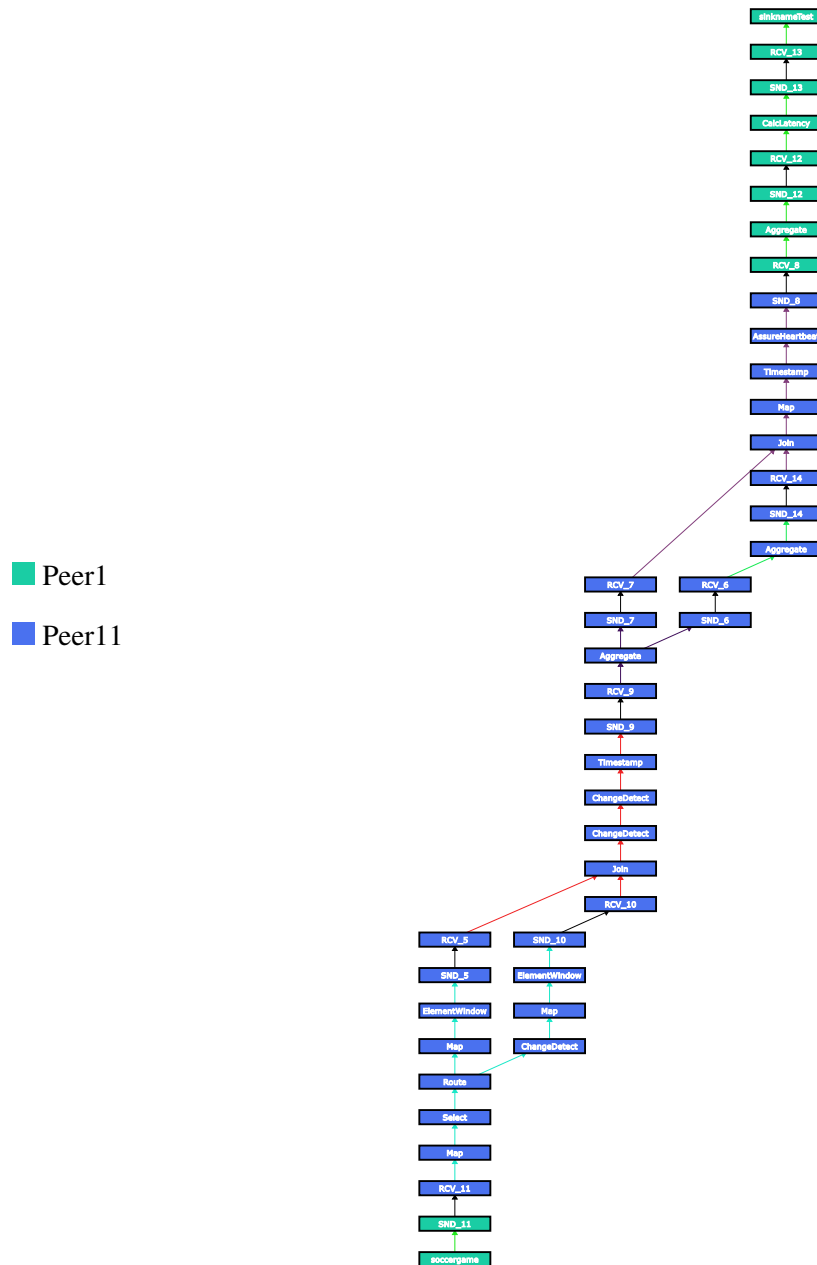 sinknameTest
RCV_13
SND_13
CalcLatency
RCV_12
SND_12
Aggregate
RCV_8
SND_8
AssureHeartbeat
Timestamp
Map
Join
RCV_14
SND_14
Aggregate
Peer1
RCV_7 RCV_6
SND_7 SND_6
Peer11
Aggregate
RCV_9
SND_9
Timestamp
ChangeDetect
ChangeDetect
Join
RCV_10
RCV_5 SND_10
SND_5 ElementWindow
ElementWindow Map
Map ChangeDetect
Route
Select
Map
RCV_11
SND_11
soccergame